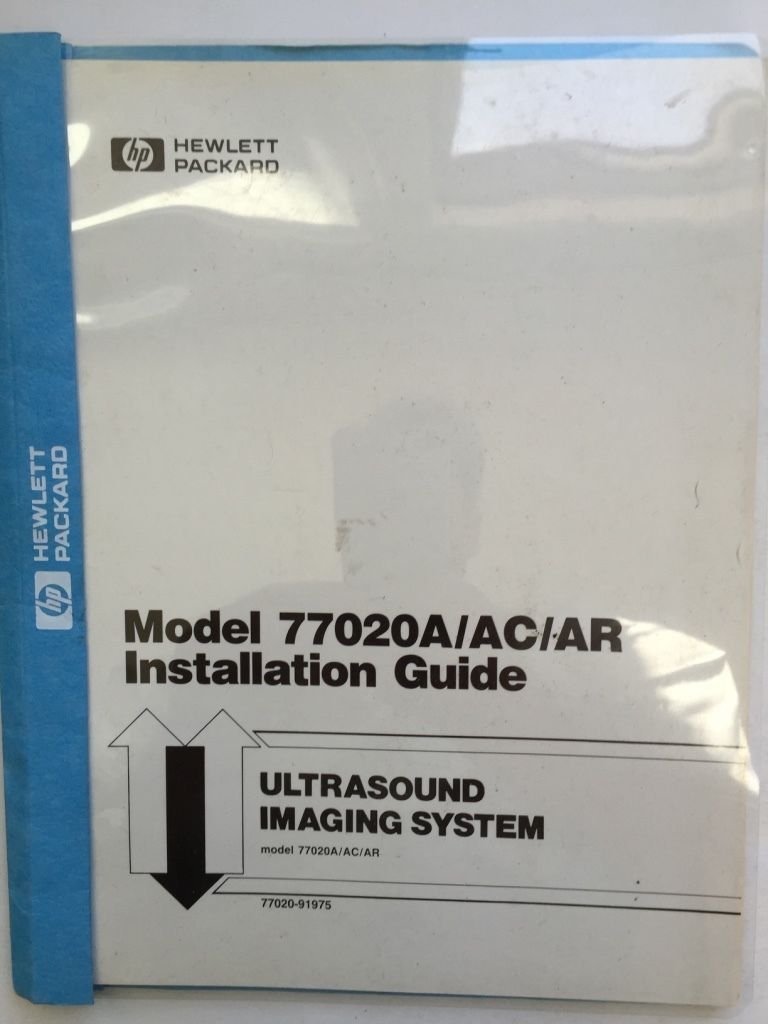 hp
HEWLETT
PACKARD
hp
HEWLETT
PACKARD
Model 77020A/AC/AR
Installation Guide
ULTRASOUND
IMAGING SYSTEM
model 77020A/AC/AR
77020-91975